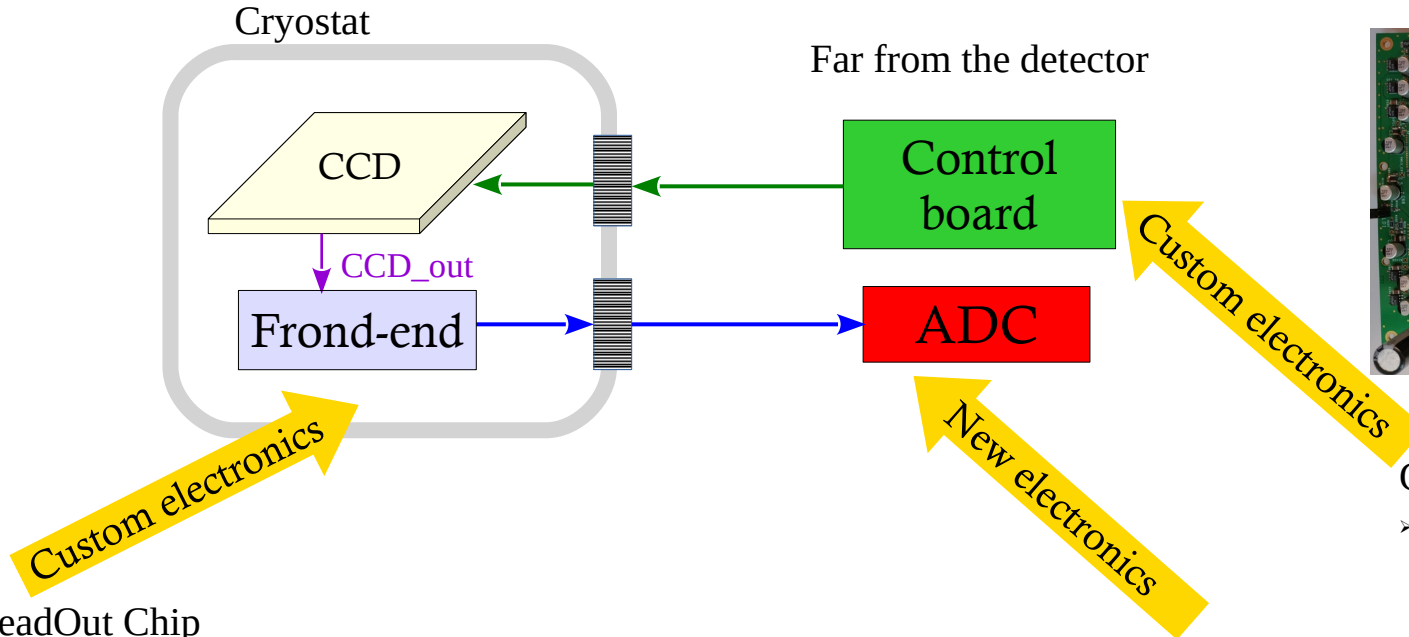 Cryostat
Far from the detector
CCD
Control
board
CCD_out
Frond-end
ADC
Custom electronics
Custom electronics
New electronics
eadOut Chip